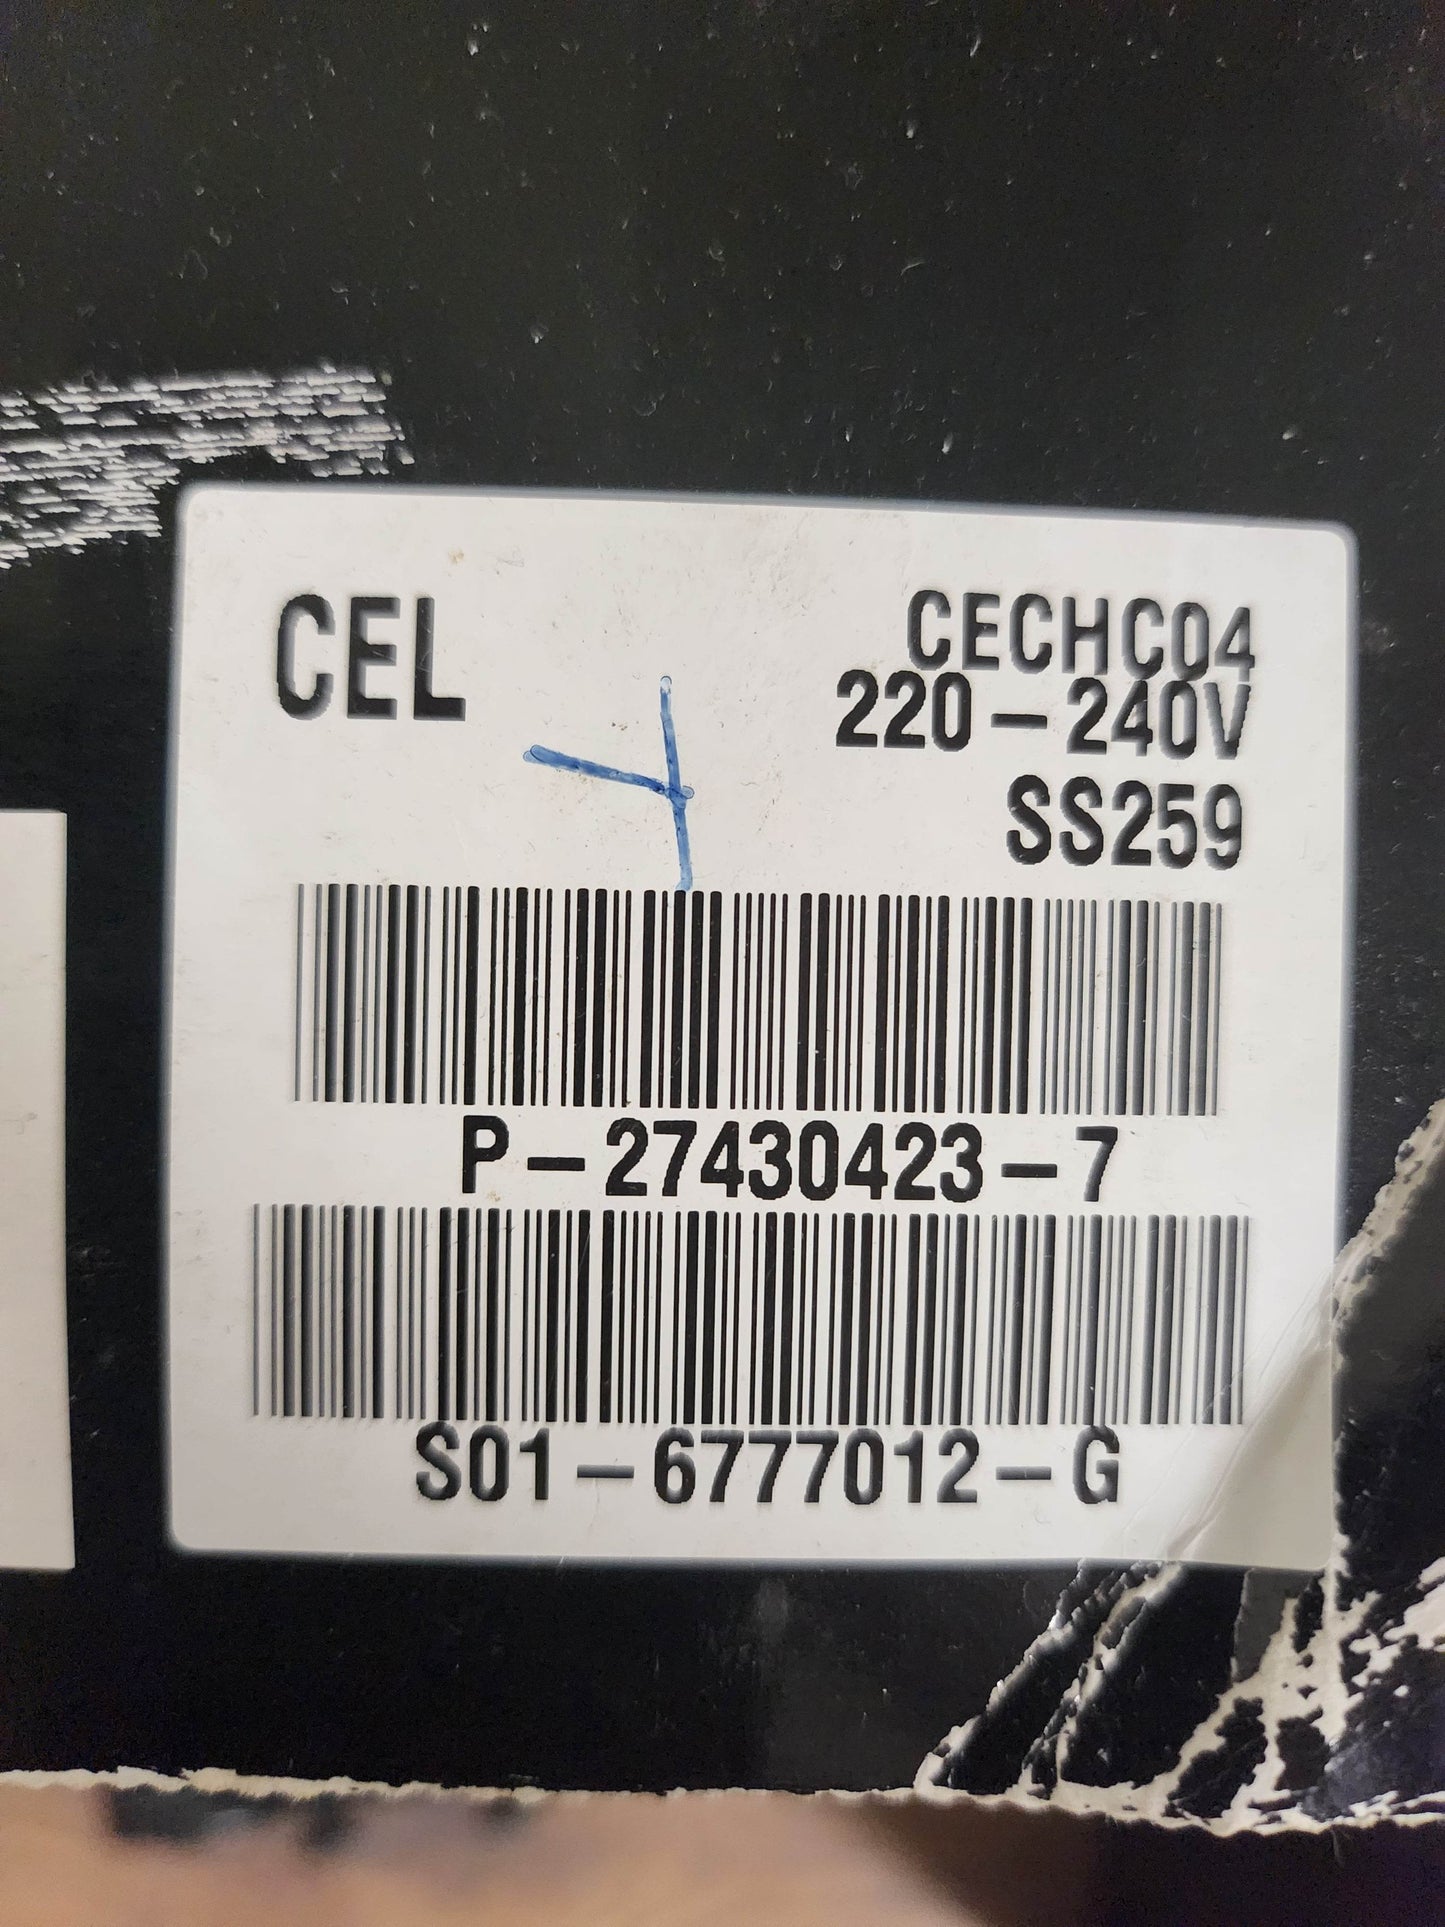 CEL
CECHC04
220-240V
SS259
P-27430423-7
S01-6777012-G